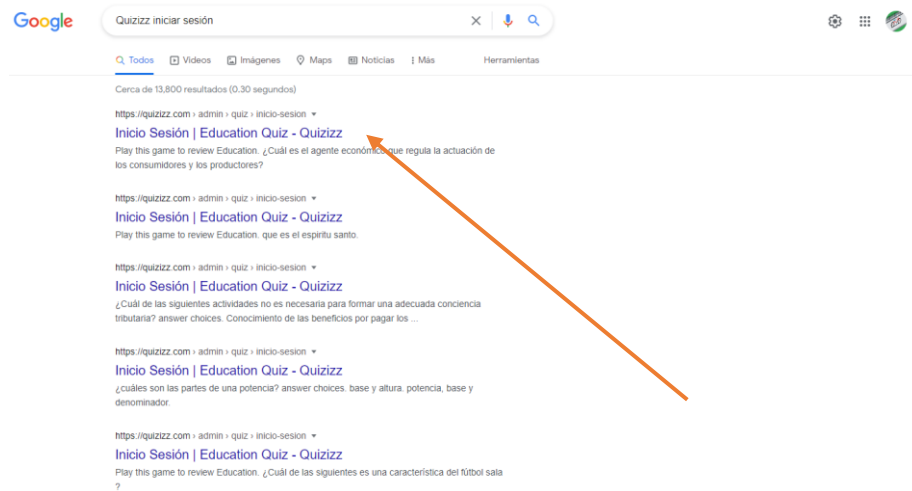 Google
Quizizz iniciar sesión
Todos Videos Imágenes Maps Noticias Más Herramientas
Cerca de 13,800 resultados (0.30 segundos)
https://quizizz.com › admin › quiz › inicio-sesion
Inicio Sesión | Education Quiz - Quizizz
Play this game to review Education. ¿Cuál es el agente económico que regula la actuación de
los consumidores y los productores?
https://quizizz.com › admin › quiz › inicio-sesion
Inicio Sesión | Education Quiz - Quizizz
Play this game to review Education. que es el espiritu santo.
https://quizizz.com › admin › quiz › inicio-sesion
Inicio Sesión | Education Quiz - Quizizz
¿Cuál de las siguientes actividades no es necesaria para formar una adecuada conciencia
tributaria? answer choices. Conocimiento de las beneficios por pagar los ...
https://quizizz.com › admin › quiz › inicio-sesion
Inicio Sesión | Education Quiz - Quizizz
¿cuáles son las partes de una potencia? answer choices. base y altura. potencia, base y
denominador.
https://quizizz.com › admin › quiz › inicio-sesion
Inicio Sesión | Education Quiz - Quizizz
Play this game to review Education. ¿Cuál de las siguientes es una característica del fútbol sala
?